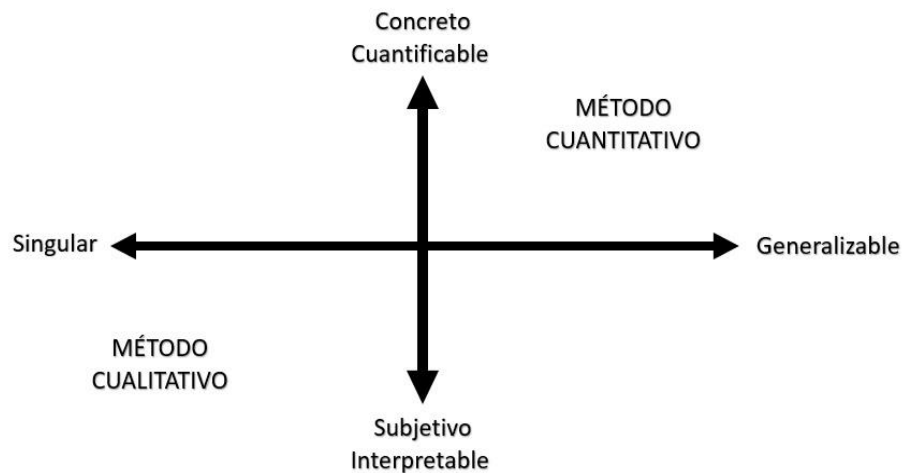 Concreto
Cuantificable
MÉTODO
CUANTITATIVO
Singular
Generalizable
MÉTODO
CUALITATIVO
Subjetivo
Interpretable